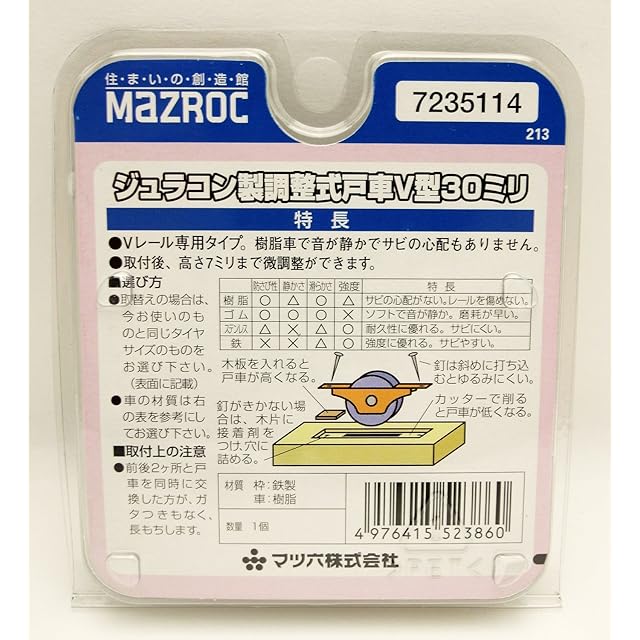 住・ま・い・の・創・造・館
MaZROC
7235114
213
ジュラコン製調整式戸車V型30ミリ
特 長
●Vレール専用タイプ。樹脂車で音が静かでサビの心配もありません。
●取付後、高さ7ミリまで微調整ができます。
■選び方
●取替えの場合は、
今お使いのも
のと同じタイヤ
サイズのものを
お選び下さい。
(表面に記載)
●車の材質は右
の表を参考にし
てお選び下さい。
■取付上の注意
●前後2ヶ所と戸
車を同時に交
換した方が、ガ
タつきもなく、
長もちします。
防さび性 静かさ 滑らかさ 強度 特長
樹脂 ○ △ ○ △ サビの心配がない。レールを傷めない。
ゴム ○ ○ ○ × ソフトで音が静か。磨耗が早い。
ステンレス △ × △ ○ 耐久性に優れる。サビにくい。
鉄 × × △ ○ 強度に優れる。サビやすい。
木板を入れると
戸車が高くなる。
釘は斜めに打ち込
むとゆるみにくい。
釘がきかない場
合は、木片に
接着剤を
つけ、穴に
詰める。
カッターで削る
と戸車が低くなる。
材質 枠:鉄製
車:樹脂
数量 1個
4 976415 523860
マツ六株式会社